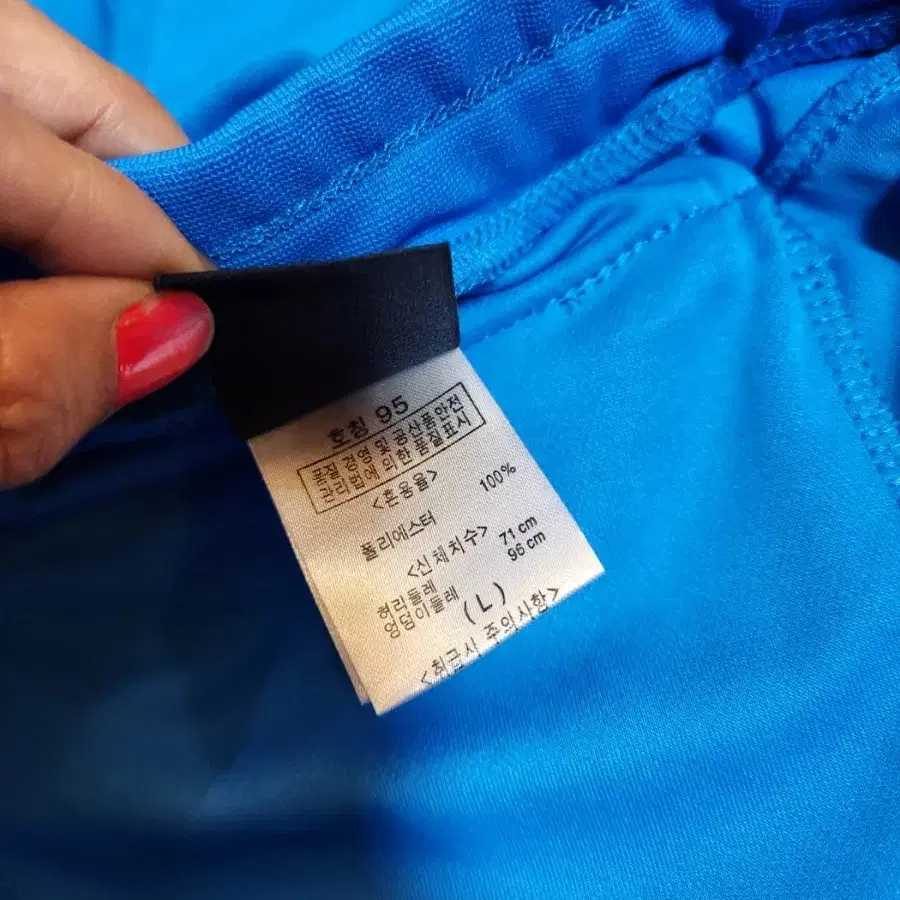 호칭 95
품질경영 및 공산품안전
관리법에 의한 품질표시
<혼용율>
폴리에스터 100%
<신체치수>
허리둘레 71 cm
엉덩이둘레 96 cm
(L)
<취급시 주의사항>